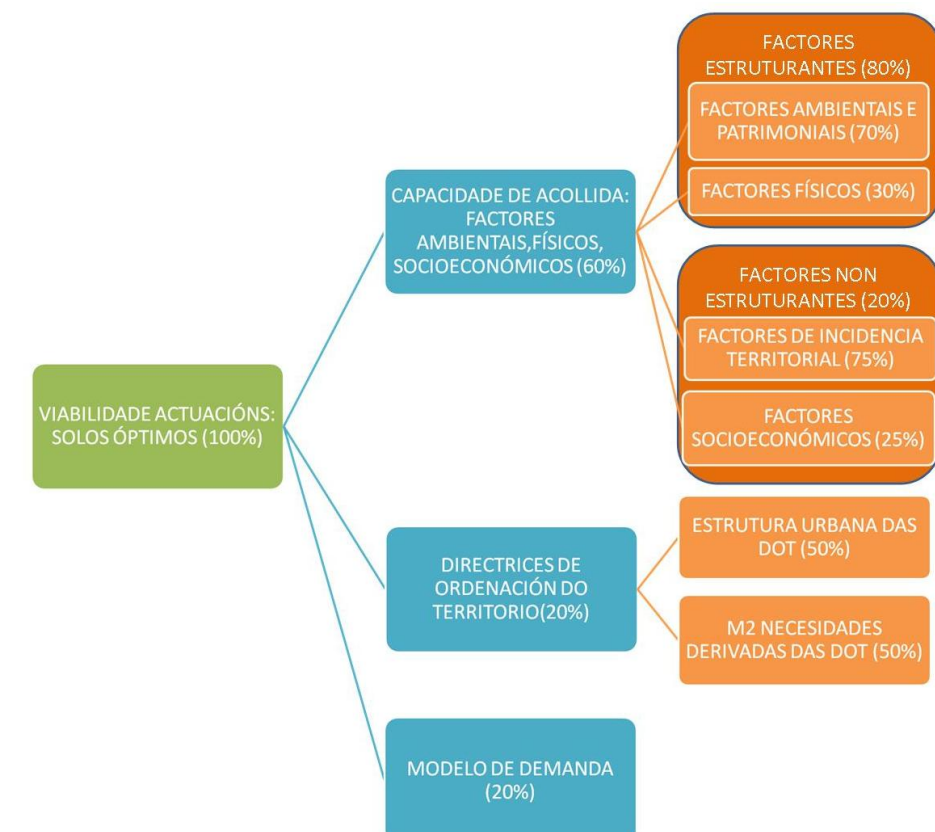 FACTORES
ESTRUTURANTES (80%)
FACTORES AMBIENTAIS E
PATRIMONIAIS (70%)
FACTORES FÍSICOS (30%)
CAPACIDADE DE ACOLLIDA:
FACTORES
AMBIENTAIS,FÍSICOS,
SOCIOECONÓMICOS (60%)
FACTORES NON
ESTRUTURANTES (20%)
FACTORES DE INCIDENCIA
TERRITORIAL (75%)
FACTORES
SOCIOECONÓMICOS (25%)
VIABILIDADE ACTUACIÓNS:
SOLOS ÓPTIMOS (100%)
DIRECTRICES DE
ORDENACIÓN DO
TERRITORIO(20%)
ESTRUTURA URBANA DAS
DOT (50%)
M2 NECESIDADES
DERIVADAS DAS DOT (50%)
MODELO DE DEMANDA
(20%)